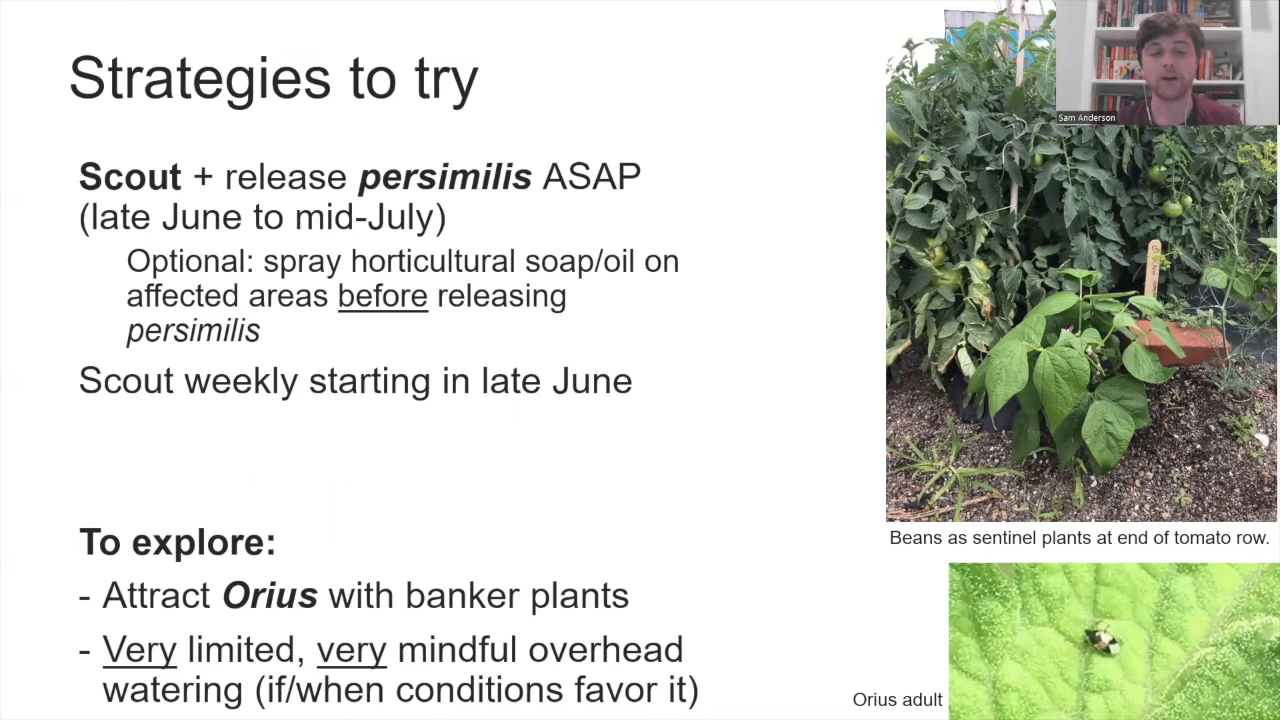 Strategies to try
Scout + release persimilis ASAP
(late June to mid-July)
Optional: spray horticultural soap/oil on
affected areas before releasing
persimilis
Scout weekly starting in late June
To explore:
- Attract Orius with banker plants
- Very limited, very mindful overhead
watering (if/when conditions favor it)
Sam Anderson
Beans as sentinel plants at end of tomato row.
Orius adult